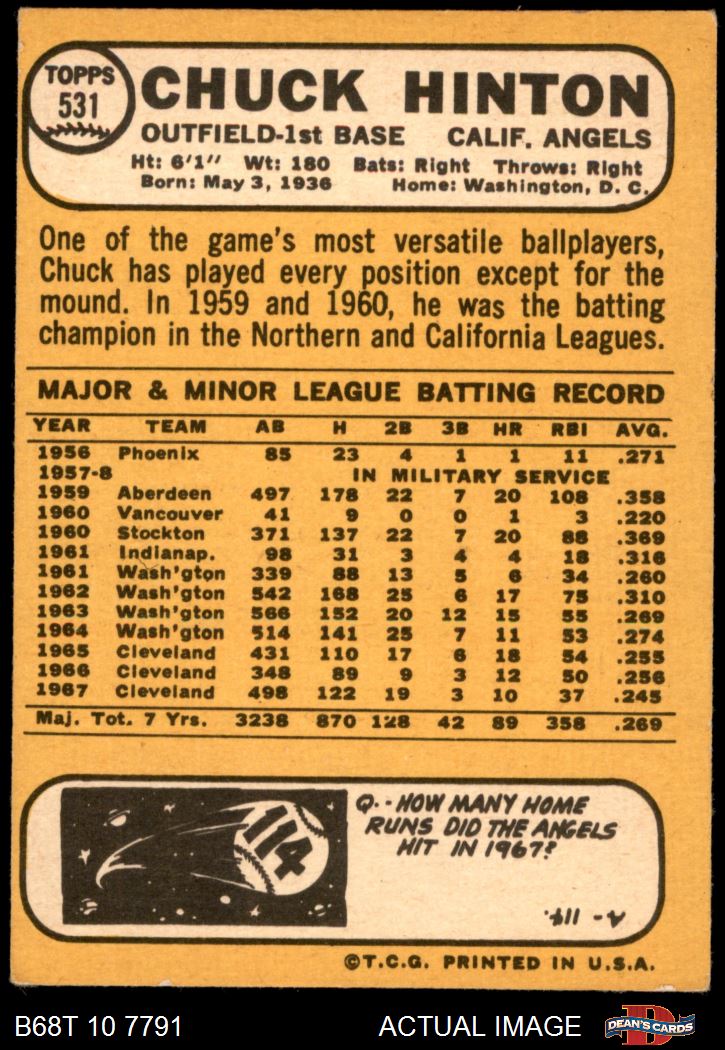 TOPPS
531
CHUCK HINTON
OUTFIELD-1st BASE CALIF. ANGELS
Ht: 6'1" Wt: 180 Bats: Right Throws: Right
Born: May 3, 1936 Home: Washington, D. C.
One of the game's most versatile ballplayers,
Chuck has played every position except for the
mound. In 1959 and 1960, he was the batting
champion in the Northern and California Leagues.
MAJOR & MINOR LEAGUE BATTING RECORD
YEAR TEAM AB H 2B 3B HR RBI AVG.
1956 Phoenix 85 23 4 1 1 11 .271
1957-8 IN MILITARY SERVICE
1959 Aberdeen 497 178 22 7 20 108 .358
1960 Vancouver 41 9 0 0 1 3 .220
1960 Stockton 371 137 22 7 20 88 .369
1961 Indianap. 98 31 3 4 4 18 .316
1961 Wash'gton 339 88 13 5 6 34 .260
1962 Wash'gton 542 168 25 6 17 75 .310
1963 Wash'gton 566 152 20 12 15 55 .269
1964 Wash'gton 514 141 25 7 11 53 .274
1965 Cleveland 431 110 17 6 18 54 .255
1966 Cleveland 348 89 9 3 12 50 .256
1967 Cleveland 498 122 19 3 10 37 .245
Maj. Tot. 7 Yrs. 3238 870 128 42 89 358 .269
114
Q.-HOW MANY HOME
RUNS DID THE ANGELS
HIT IN 1967?
A-114.
©T.C.G. PRINTED IN U.S.A.
B68T 10 7791 ACTUAL IMAGE
D
DEAN'S CARDS